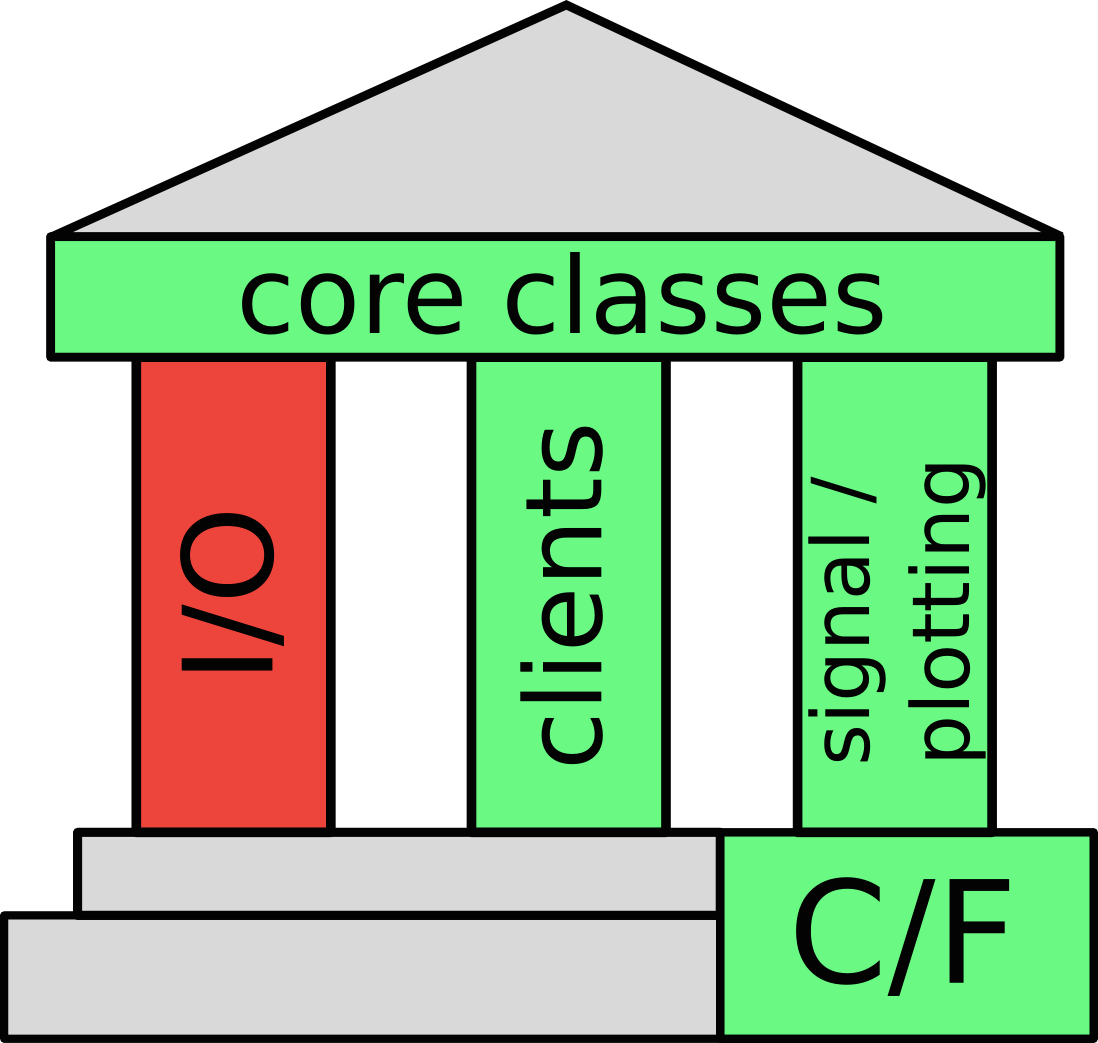 core classes
I/O
clients
signal /
plotting
C/F